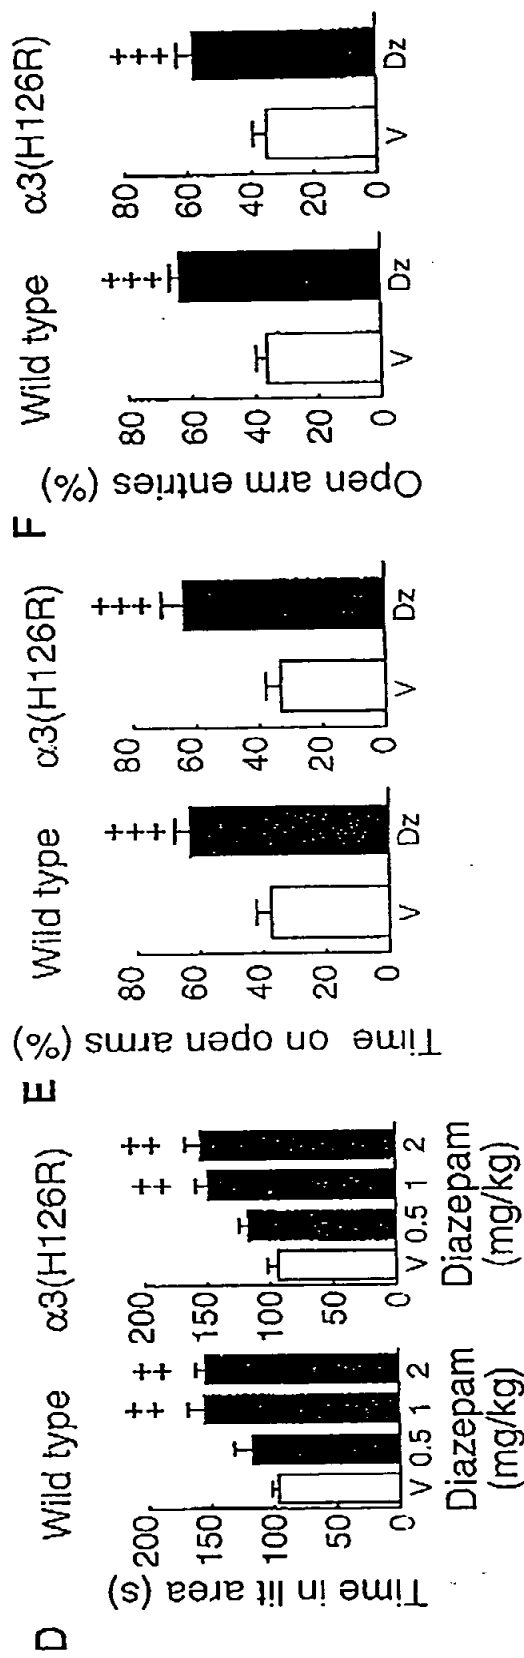 D
Wild type
α3(H126R)
Time in lit area (s)
200
150
100
50
0
++
++
V 0.5 1 2
Diazepam
(mg/kg)
200
150
100
50
0
++
++
V 0.5 1 2
Diazepam
(mg/kg)
E
Wild type
α3(H126R)
Time on open arms (%)
80
60
40
20
0
+++
V Dz
80
60
40
20
0
+++
V Dz
F
Wild type
α3(H126R)
Open arm entries (%)
80
60
40
20
0
+++
V Dz
80
60
40
20
0
+++
V Dz